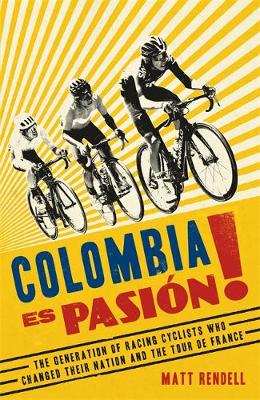 COLOMBIA
ES PASIÓN!
THE GENERATION OF RACING CYCLISTS WHO
CHANGED THEIR NATION AND THE TOUR DE FRANCE
MATT RENDELL